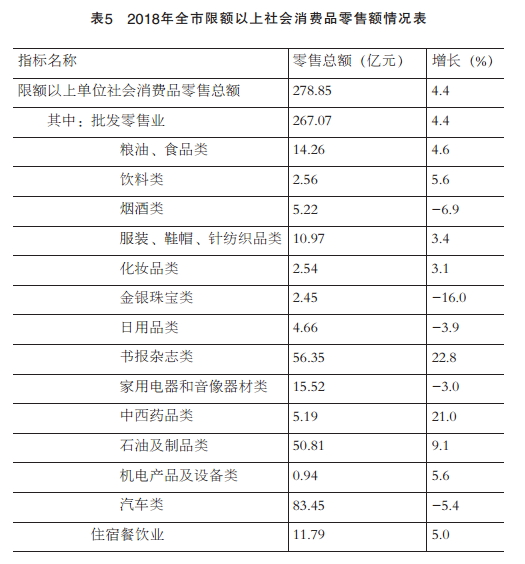 表5 2018年全市限额以上社会消费品零售额情况表
指标名称 零售总额（亿元） 增长（%）
限额以上单位社会消费品零售总额 278.85 4.4
其中：批发零售业 267.07 4.4
粮油、食品类 14.26 4.6
饮料类 2.56 5.6
烟酒类 5.22 −6.9
服装、鞋帽、针纺织品类 10.97 3.4
化妆品类 2.54 3.1
金银珠宝类 2.45 −16.0
日用品类 4.66 −3.9
书报杂志类 56.35 22.8
家用电器和音像器材类 15.52 −3.0
中西药品类 5.19 21.0
石油及制品类 50.81 9.1
机电产品及设备类 0.94 5.6
汽车类 83.45 −5.4
住宿餐饮业 11.79 5.0